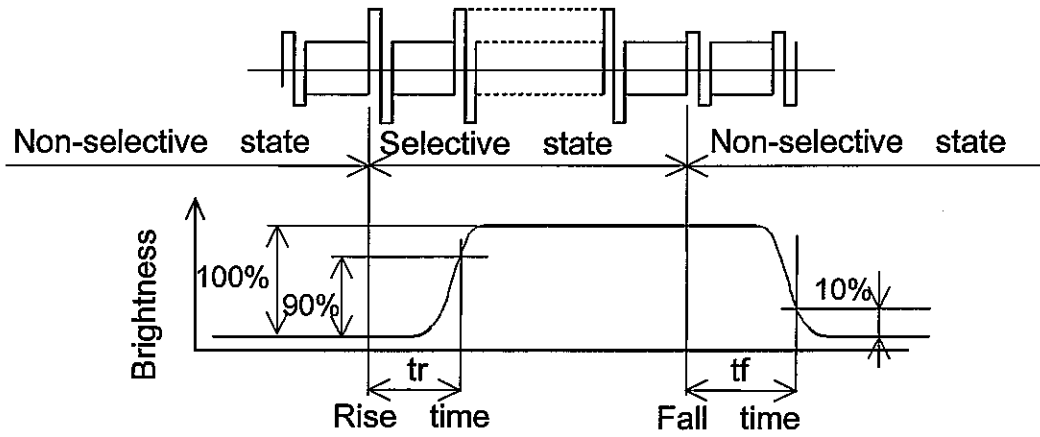 Non-selective state Selective state Non-selective state
Brightness
100%
90%
10%
tr tf
Rise time Fall time